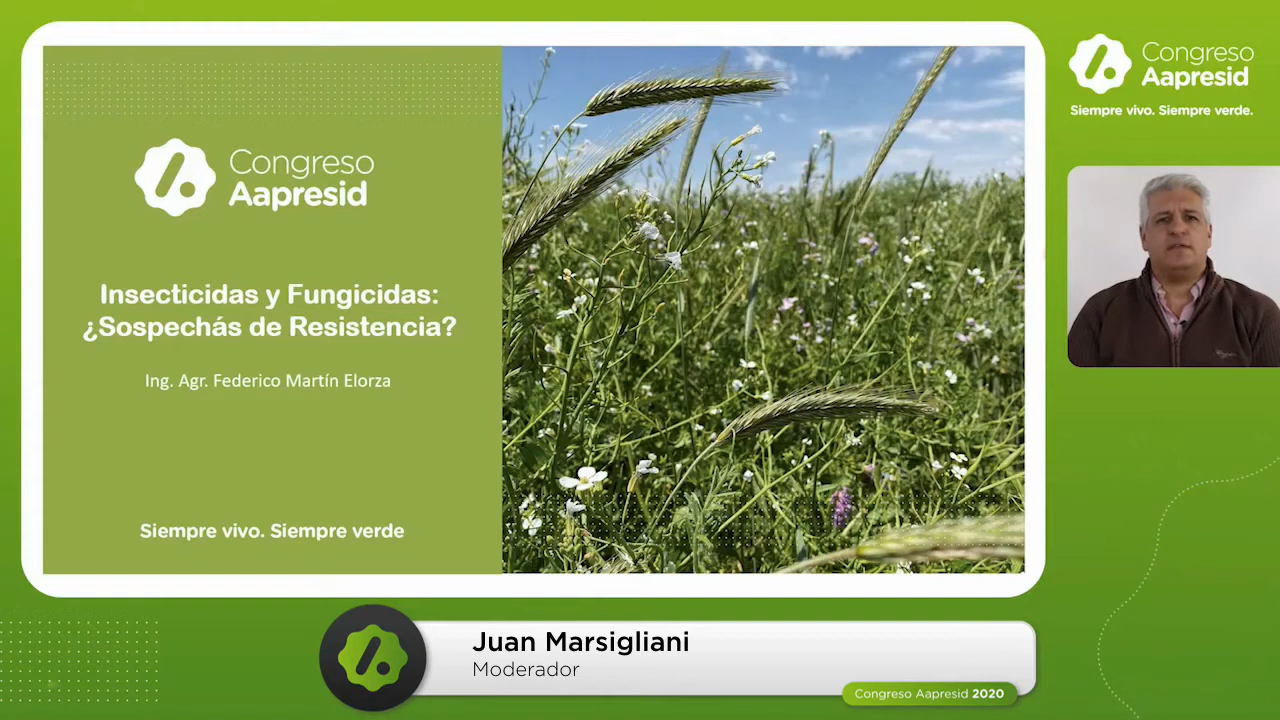 Congreso
Aapresid
Insecticidas y Fungicidas:
¿Sospechás de Resistencia?
Ing. Agr. Federico Martín Elorza
Siempre vivo. Siempre verde
Congreso
Aapresid
Siempre vivo. Siempre verde.
Juan Marsigliani
Moderador
Congreso Aapresid 2020